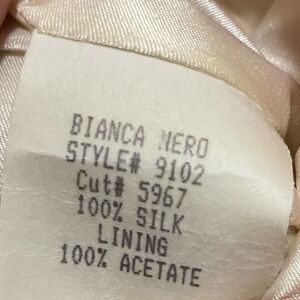 BIANCA NERO
STYLE# 9102
Cut# 5967
100% SILK
LINING
100% ACETATE